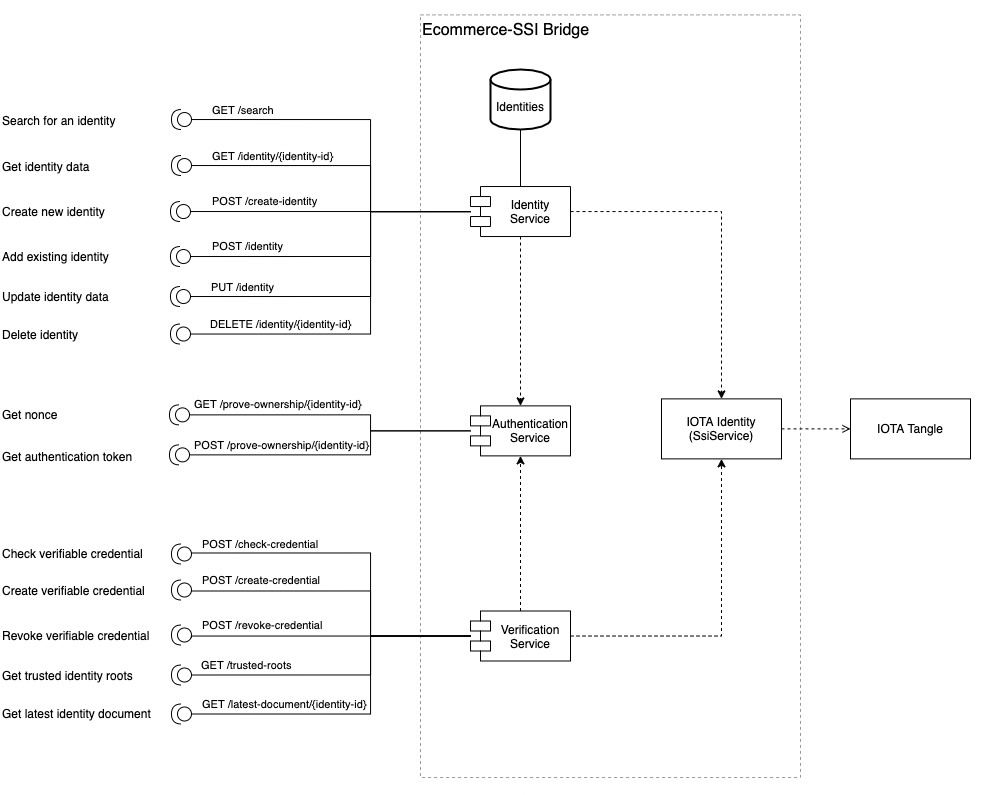 Ecommerce-SSI Bridge
Identities
Search for an identity
GET /search
Get identity data
GET /identity/{identity-id}
Create new identity
POST /create-identity
Identity
Service
Add existing identity
POST /identity
Update identity data
PUT /identity
Delete identity
DELETE /identity/{identity-id}
Get nonce
GET /prove-ownership/{identity-id}
Get authentication token
POST /prove-ownership/{identity-id}
Authentication
Service
IOTA Identity
(SsiService)
IOTA Tangle
Check verifiable credential
POST /check-credential
Create verifiable credential
POST /create-credential
Revoke verifiable credential
POST /revoke-credential
Verification
Service
Get trusted identity roots
GET /trusted-roots
Get latest identity document
GET /latest-document/{identity-id}